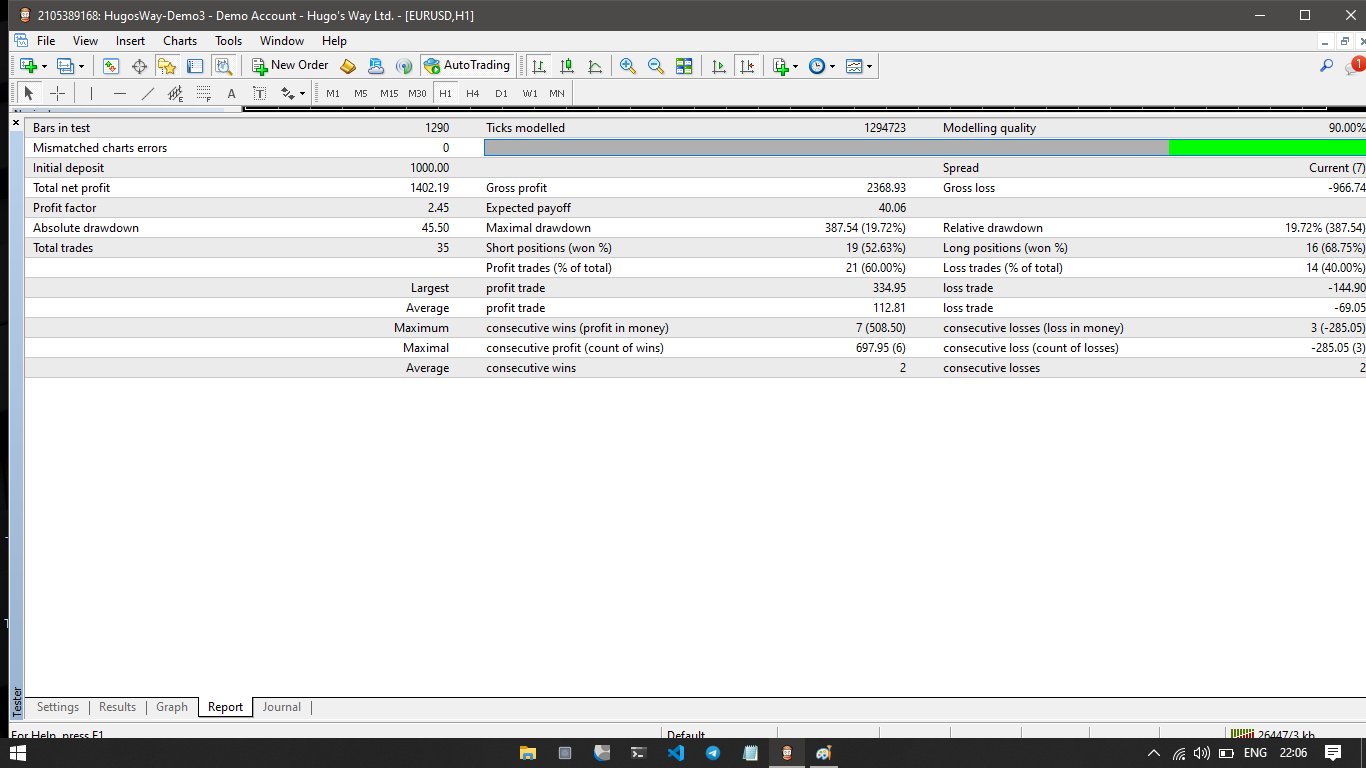 2105389168: HugosWay-Demo3 - Demo Account - Hugo's Way Ltd. - [EURUSD,H1]
File View Insert Charts Tools Window Help
New Order AutoTrading 1
A T M1 M5 M15 M30 H1 H4 D1 W1 MN
Bars in test 1290 Ticks modelled 1294723 Modelling quality 90.00%
Mismatched charts errors 0
Initial deposit 1000.00 Spread Current (7)
Total net profit 1402.19 Gross profit 2368.93 Gross loss -966.74
Profit factor 2.45 Expected payoff 40.06
Absolute drawdown 45.50 Maximal drawdown 387.54 (19.72%) Relative drawdown 19.72% (387.54)
Total trades 35 Short positions (won %) 19 (52.63%) Long positions (won %) 16 (68.75%)
Profit trades (% of total) 21 (60.00%) Loss trades (% of total) 14 (40.00%)
Largest profit trade 334.95 loss trade -144.90
Average profit trade 112.81 loss trade -69.05
Maximum consecutive wins (profit in money) 7 (508.50) consecutive losses (loss in money) 3 (-285.05)
Maximal consecutive profit (count of wins) 697.95 (6) consecutive loss (count of losses) -285.05 (3)
Average consecutive wins 2 consecutive losses 2
Tester
Settings Results Graph Report Journal
For Help, press F1 Default 26447/3 kb
ENG 22:06